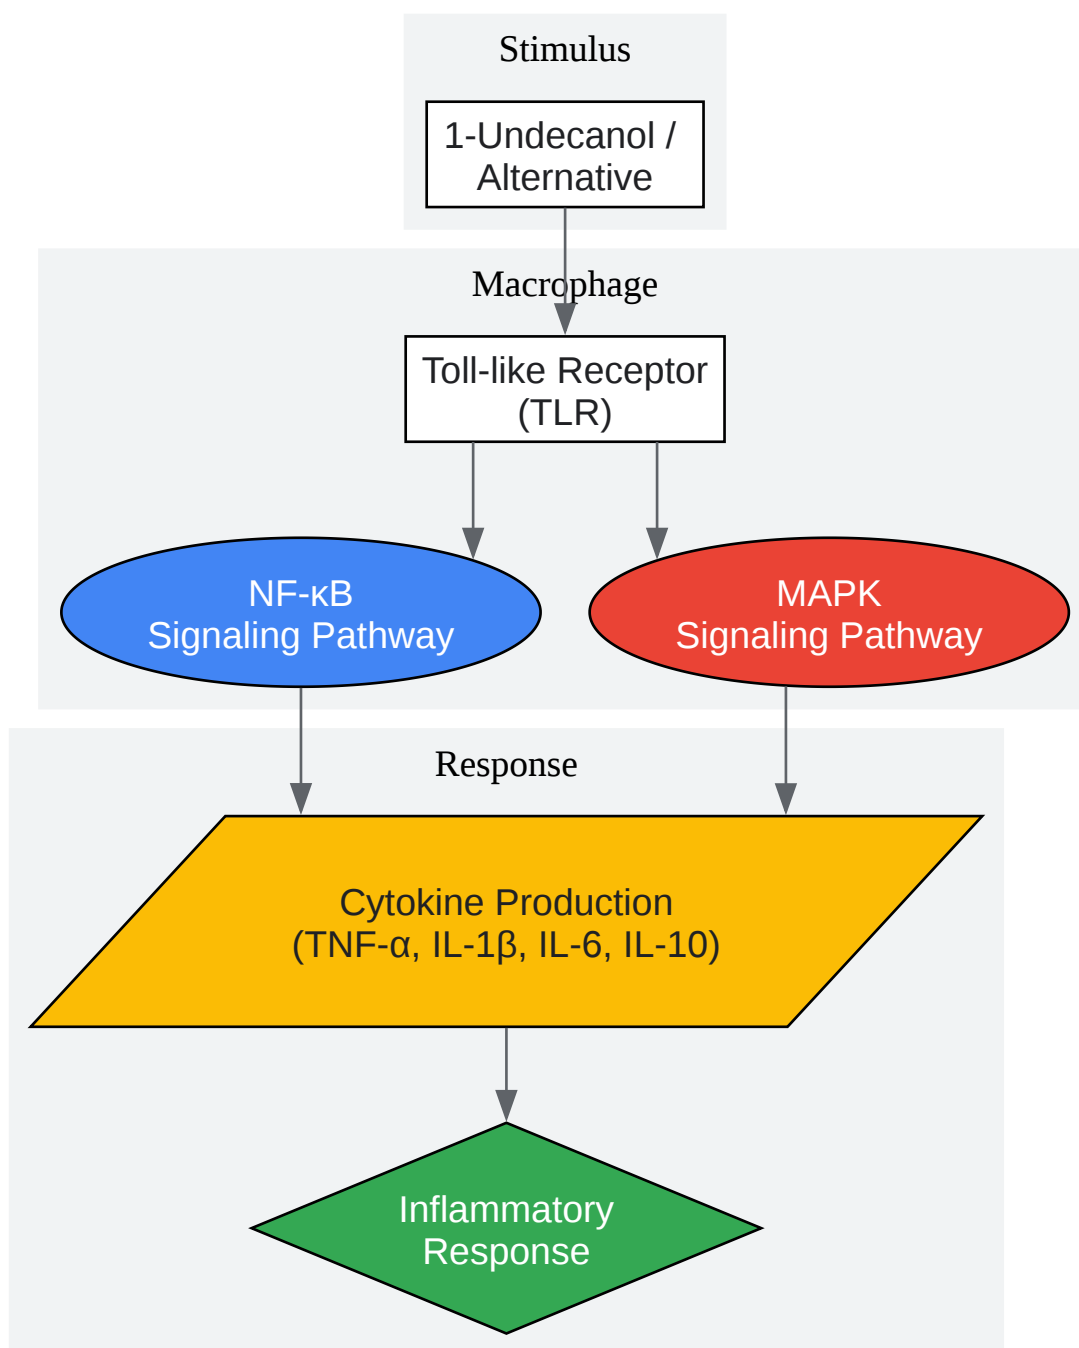 Stimulus
1-Undecanol /
Alternative
Macrophage
Toll-like Receptor
(TLR)
NF-κB
Signaling Pathway
MAPK
Signaling Pathway
Response
Cytokine Production
(TNF-α, IL-1β, IL-6, IL-10)
Inflammatory
Response